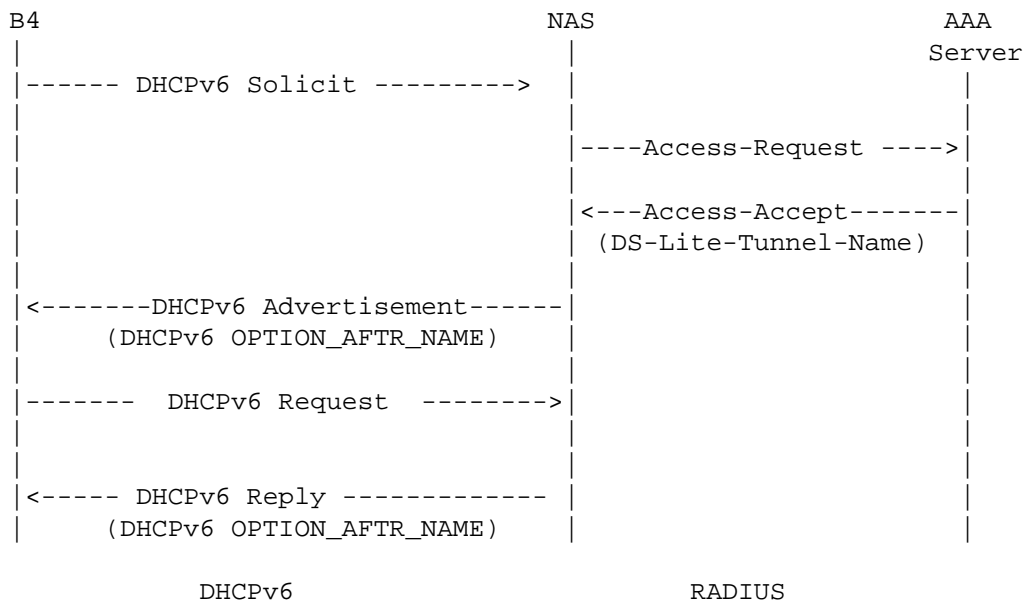 B4 NAS AAA
| | Server
|------ DHCPv6 Solicit ---------> | |
| | |
| |----Access-Request ---->|
| | |
| |<---Access-Accept-------|
| | (DS-Lite-Tunnel-Name) |
| | |
|<-------DHCPv6 Advertisement------| |
| (DHCPv6 OPTION_AFTR_NAME) | |
| | |
|------- DHCPv6 Request -------->| |
| | |
| | |
|<----- DHCPv6 Reply ------------- | |
| (DHCPv6 OPTION_AFTR_NAME) | |
DHCPv6 RADIUS